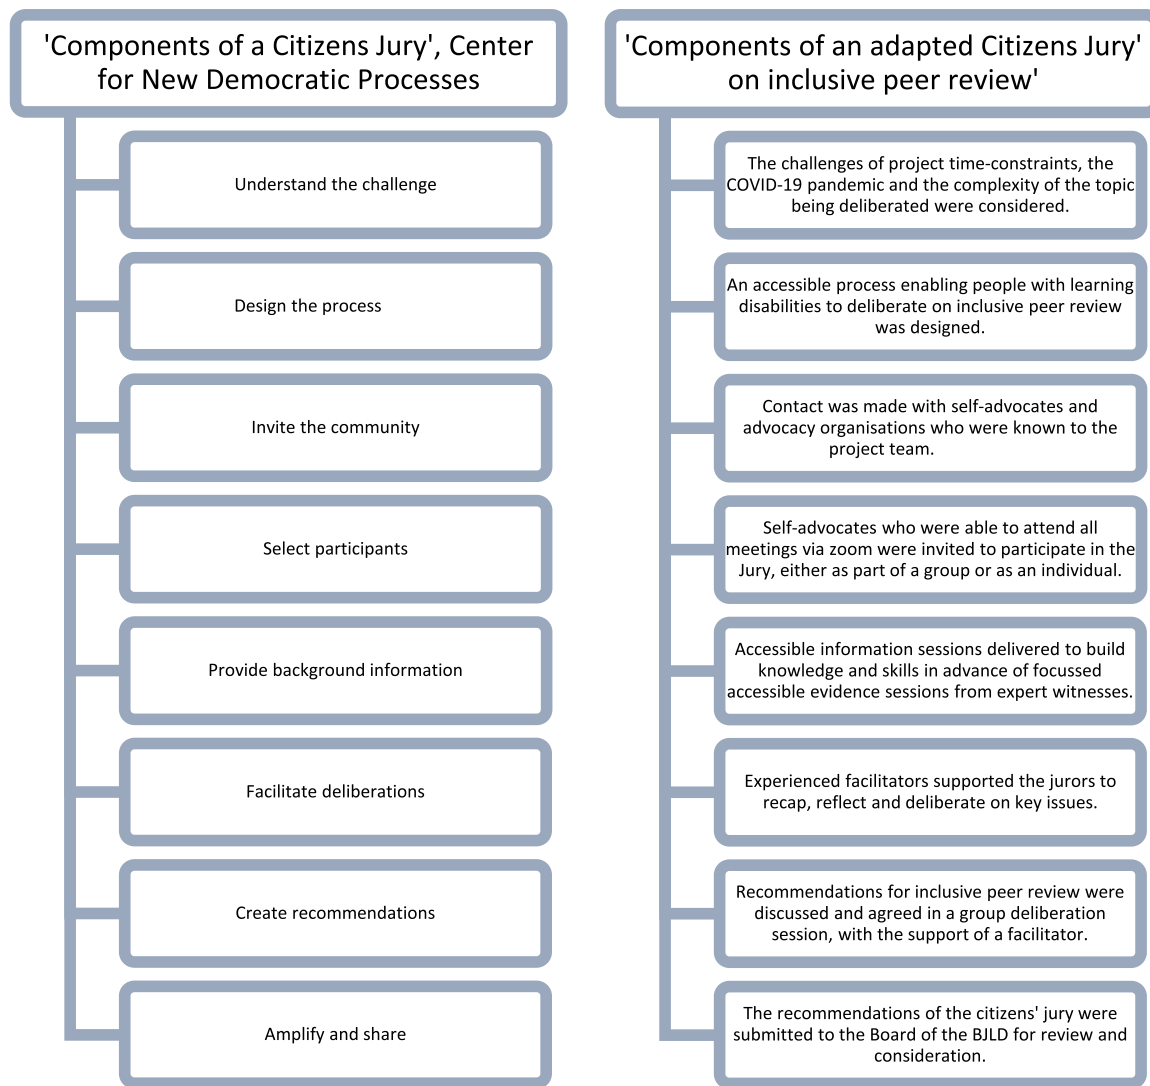 'Components of a Citizens Jury', Center
for New Democratic Processes
Understand the challenge
Design the process
Invite the community
Select participants
Provide background information
Facilitate deliberations
Create recommendations
Amplify and share
'Components of an adapted Citizens Jury'
on inclusive peer review'
The challenges of project time-constraints, the
COVID-19 pandemic and the complexity of the topic
being deliberated were considered.
An accessible process enabling people with learning
disabilities to deliberate on inclusive peer review
was designed.
Contact was made with self-advocates and
advocacy organisations who were known to the
project team.
Self-advocates who were able to attend all
meetings via zoom were invited to participate in the
Jury, either as part of a group or as an individual.
Accessible information sessions delivered to build
knowledge and skills in advance of focussed
accessible evidence sessions from expert witnesses.
Experienced facilitators supported the jurors to
recap, reflect and deliberate on key issues.
Recommendations for inclusive peer review were
discussed and agreed in a group deliberation
session, with the support of a facilitator.
The recommendations of the citizens' jury were
submitted to the Board of the BJLD for review and
consideration.